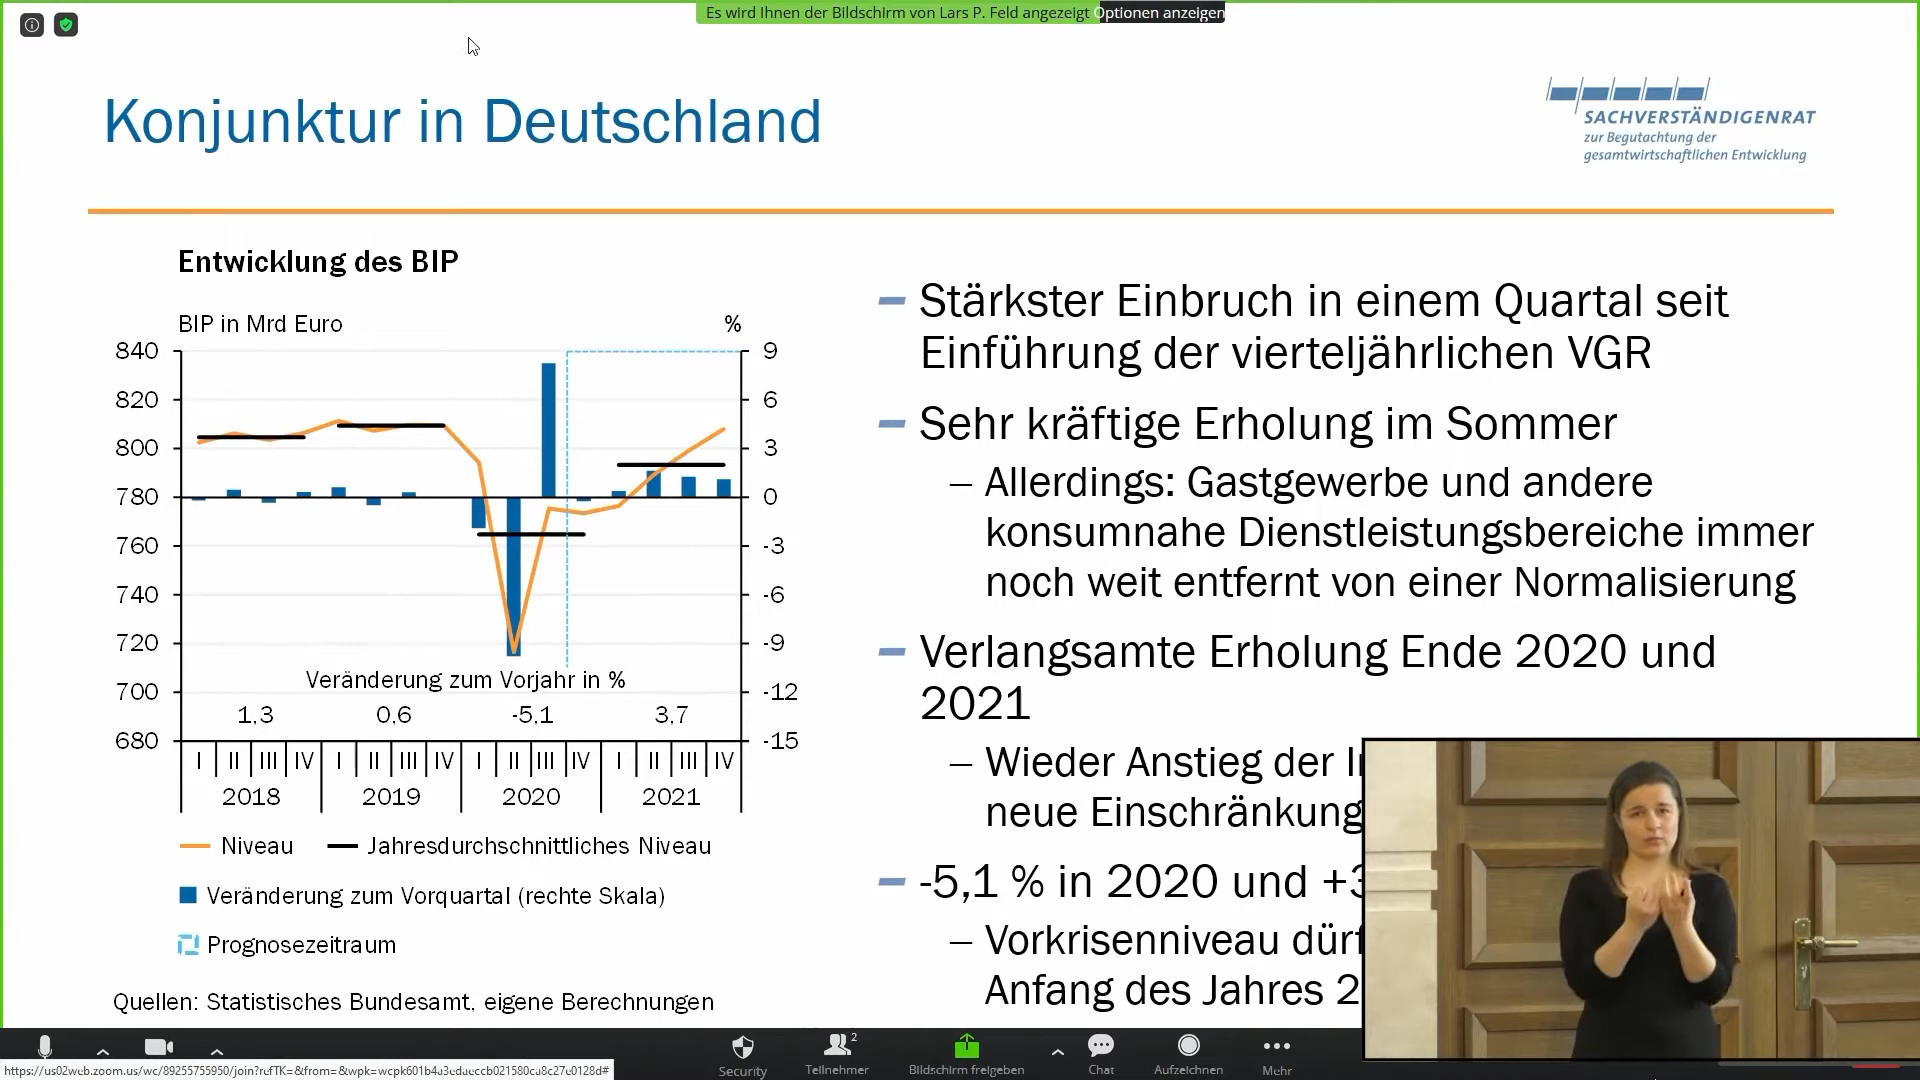 Es wird Ihnen der Bildschirm von Lars P. Feld angezeigt Optionen anzeigen
Konjunktur in Deutschland
SACHVERSTÄNDIGENRAT
zur Begutachtung der
gesamtwirtschaftlichen Entwicklung
Entwicklung des BIP
BIP in Mrd Euro %
840 9
820 6
800 3
780 0
760 -3
740 -6
720 -9
Veränderung zum Vorjahr in %
700 -12
1,3 0,6 -5,1 3,7
680 -15
I II III IV I II III IV I II III IV I II III IV
2018 2019 2020 2021
Niveau Jahresdurchschnittliches Niveau
Veränderung zum Vorquartal (rechte Skala)
Prognosezeitraum
Quellen: Statistisches Bundesamt, eigene Berechnungen
– Stärkster Einbruch in einem Quartal seit
Einführung der vierteljährlichen VGR
– Sehr kräftige Erholung im Sommer
– Allerdings: Gastgewerbe und andere
konsumnahe Dienstleistungsbereiche immer
noch weit entfernt von einer Normalisierung
– Verlangsamte Erholung Ende 2020 und
2021
– Wieder Anstieg der
neue Einschränkung
– -5,1 % in 2020 und +3
– Vorkrisenniveau
Anfang des Jahres 2
Security Teilnehmer 2 Bildschirm freigeben Chat Aufzeichnen Mehr